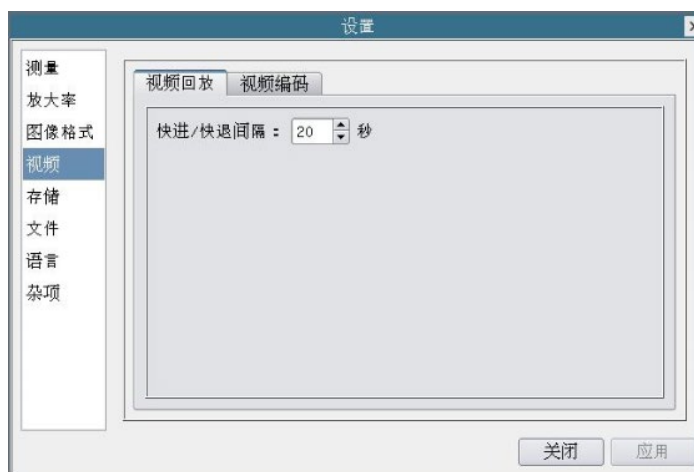 设置
测量
放大率
图像格式
视频
存储
文件
语言
杂项
视频回放 视频编码
快进/快退间隔： 20 秒
关闭 应用